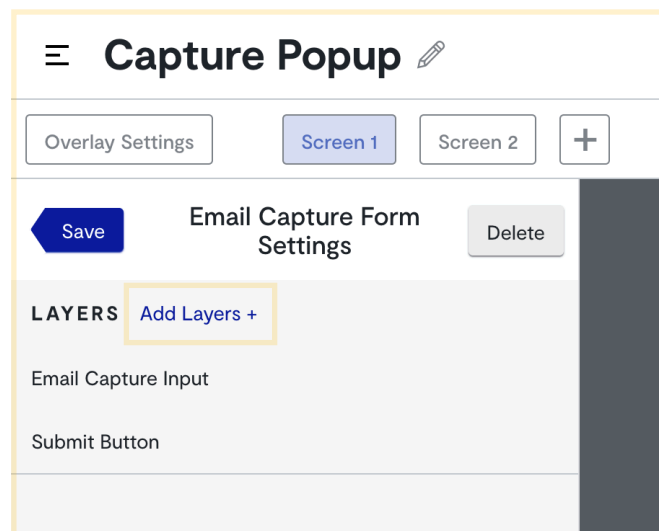 Capture Popup
Overlay Settings
Screen 1
Screen 2
+
Save
Email Capture Form
Settings
Delete
LAYERS
Add Layers +
Email Capture Input
Submit Button